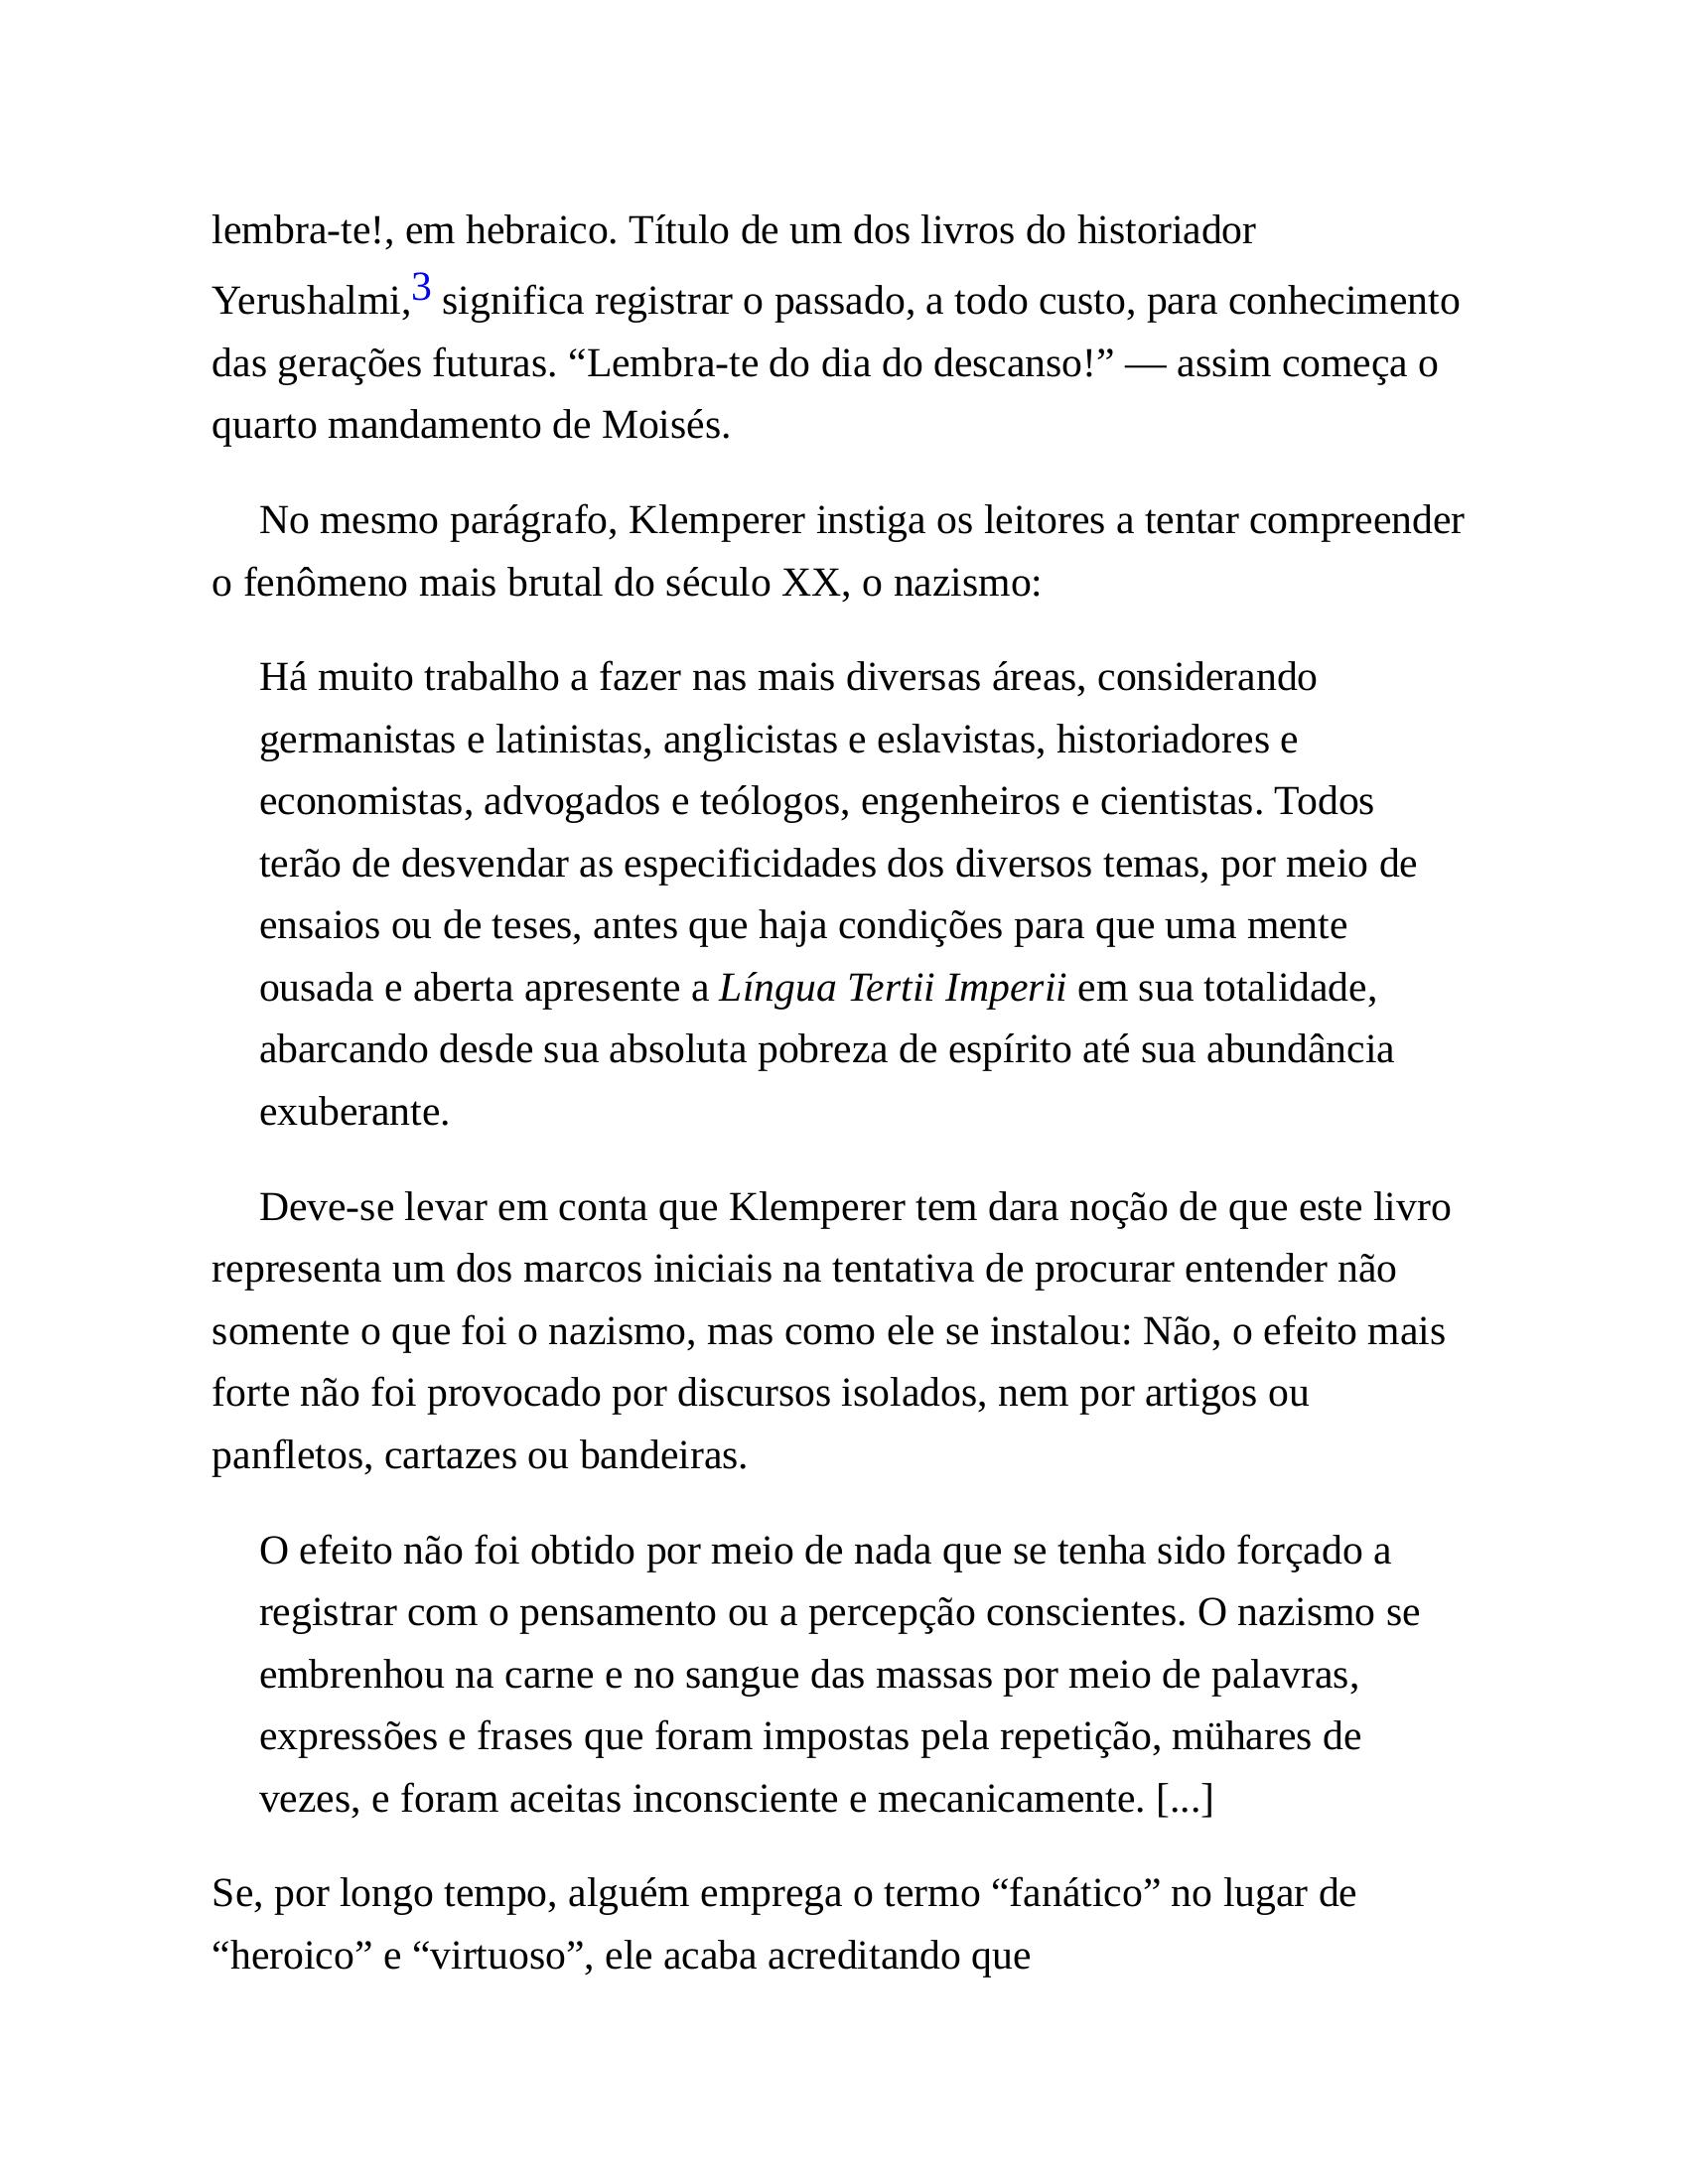 lembra-te!, em hebraico. Título de um dos livros do historiador
Yerushalmi,3 significa registrar o passado, a todo custo, para conhecimento
das gerações futuras. “Lembra-te do dia do descanso!” — assim começa o
quarto mandamento de Moisés.
No mesmo parágrafo, Klemperer instiga os leitores a tentar compreender
o fenômeno mais brutal do século XX, o nazismo:
Há muito trabalho a fazer nas mais diversas áreas, considerando
germanistas e latinistas, anglicistas e eslavistas, historiadores e
economistas, advogados e teólogos, engenheiros e cientistas. Todos
terão de desvendar as especificidades dos diversos temas, por meio de
ensaios ou de teses, antes que haja condições para que uma mente
ousada e aberta apresente a Língua Tertii Imperii em sua totalidade,
abarcando desde sua absoluta pobreza de espírito até sua abundância
exuberante.
Deve-se levar em conta que Klemperer tem dara noção de que este livro
representa um dos marcos iniciais na tentativa de procurar entender não
somente o que foi o nazismo, mas como ele se instalou: Não, o efeito mais
forte não foi provocado por discursos isolados, nem por artigos ou
panfletos, cartazes ou bandeiras.
O efeito não foi obtido por meio de nada que se tenha sido forçado a
registrar com o pensamento ou a percepção conscientes. O nazismo se
embrenhou na carne e no sangue das massas por meio de palavras,
expressões e frases que foram impostas pela repetição, mühares de
vezes, e foram aceitas inconsciente e mecanicamente. [...]
Se, por longo tempo, alguém emprega o termo “fanático” no lugar de
“heroico” e “virtuoso”, ele acaba acreditando que